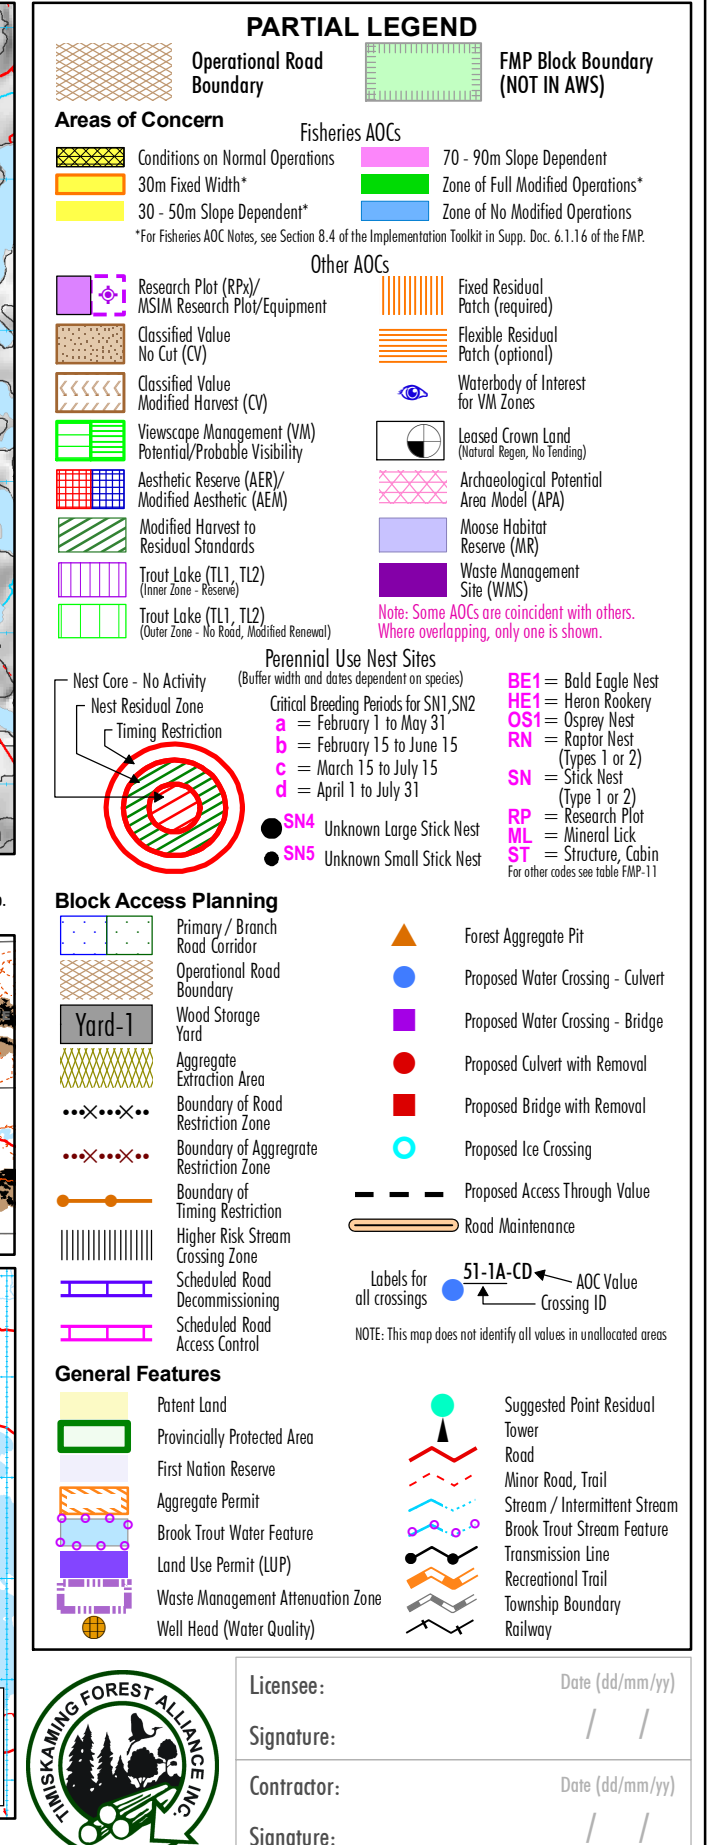 PARTIAL LEGEND
Operational Road
Boundary
FMP Block Boundary
(NOT IN AWS)
Areas of Concern
Fisheries AOCs
Conditions on Normal Operations
30m Fixed Width*
30 - 50m Slope Dependent*
70 - 90m Slope Dependent
Zone of Full Modified Operations*
Zone of No Modified Operations
*For Fisheries AOC Notes, see Section 8.4 of the Implementation Toolkit in Supp. Doc. 6.1.16 of the FMP.
Other AOCs
Research Plot (RPx)/
MSIM Research Plot/Equipment
Classified Value
No Cut (CV)
Classified Value
Modified Harvest (CV)
Viewscape Management (VM)
Potential/Probable Visibility
Aesthetic Reserve (AER)/
Modified Aesthetic (AEM)
Modified Harvest to
Residual Standards
Trout Lake (TL1, TL2)
(Inner Zone - Reserve)
Trout Lake (TL1, TL2)
(Outer Zone - No Road, Modified Renewal)
Fixed Residual
Patch (required)
Flexible Residual
Patch (optional)
Waterbody of Interest
for VM Zones
Leased Crown Land
(Natural Regen, No Tending)
Archaeological Potential
Area Model (APA)
Moose Habitat
Reserve (MR)
Waste Management
Site (WMS)
Note: Some AOCs are coincident with others.
Where overlapping, only one is shown.
Perennial Use Nest Sites
(Buffer width and dates dependent on species)
Nest Core - No Activity
Nest Residual Zone
Timing Restriction
Critical Breeding Periods for SN1,SN2
a = February 1 to May 31
b = February 15 to June 15
c = March 15 to July 15
d = April 1 to July 31
SN4 Unknown Large Stick Nest
SN5 Unknown Small Stick Nest
BE1 = Bald Eagle Nest
HE1 = Heron Rookery
OS1 = Osprey Nest
RN = Raptor Nest
(Types 1 or 2)
SN = Stick Nest
(Type 1 or 2)
RP = Research Plot
ML = Mineral Lick
ST = Structure, Cabin
For other codes see table FMP-11
Block Access Planning
Primary / Branch
Road Corridor
Operational Road
Boundary
Yard-1
Wood Storage
Yard
Aggregate
Extraction Area
Boundary of Road
Restriction Zone
Boundary of Aggregrate
Restriction Zone
Boundary of
Timing Restriction
Higher Risk Stream
Crossing Zone
Scheduled Road
Decommissioning
Scheduled Road
Access Control
Forest Aggregate Pit
Proposed Water Crossing - Culvert
Proposed Water Crossing - Bridge
Proposed Culvert with Removal
Proposed Bridge with Removal
Proposed Ice Crossing
Proposed Access Through Value
Road Maintenance
Labels for
all crossings
51-1A-CD
AOC Value
Crossing ID
NOTE: This map does not identify all values in unallocated areas
General Features
Patent Land
Provincially Protected Area
First Nation Reserve
Aggregate Permit
Brook Trout Water Feature
Land Use Permit (LUP)
Waste Management Attenuation Zone
Well Head (Water Quality)
Suggested Point Residual
Tower
Road
Minor Road, Trail
Stream / Intermittent Stream
Brook Trout Stream Feature
Transmission Line
Recreational Trail
Township Boundary
Railway
TIMISKAMING FOREST ALLIANCE INC.
Licensee:
Date (dd/mm/yy)
Signature:
/ /
Contractor:
Date (dd/mm/yy)
Signature:
/ /